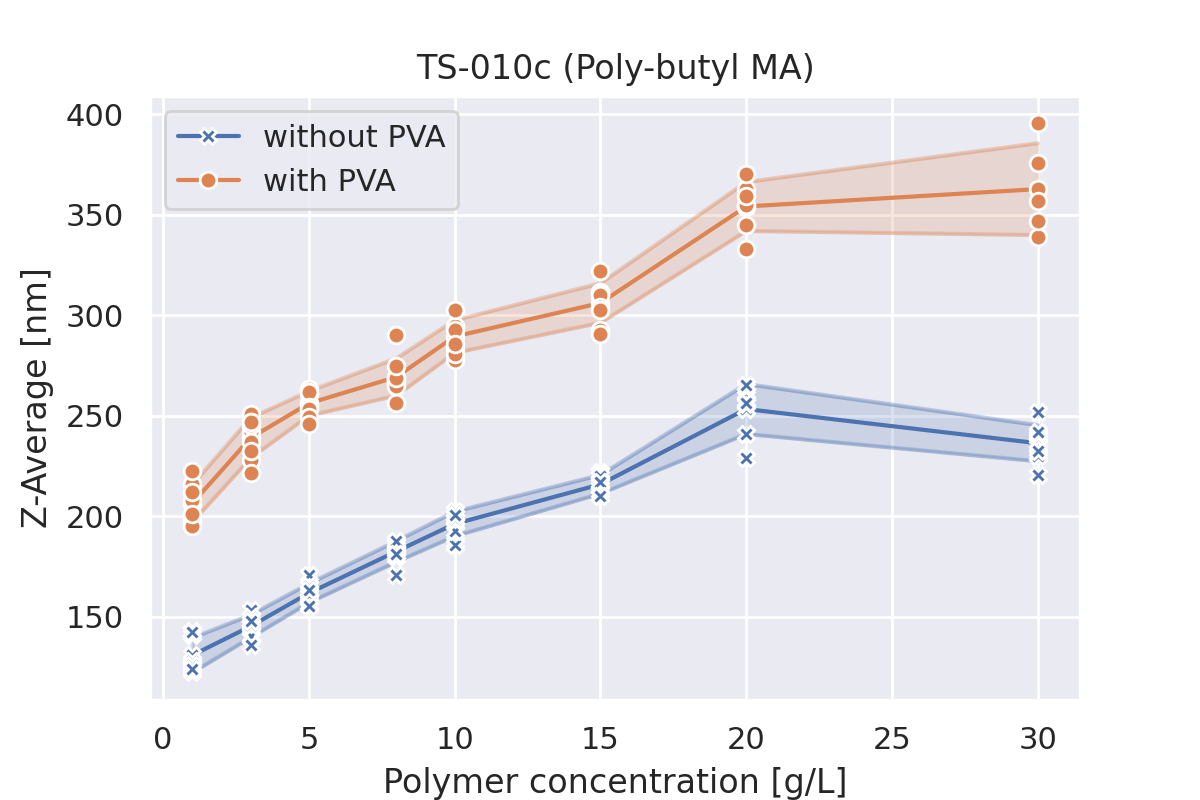 TS-010c (Poly-butyl MA)
without PVA
with PVA
Z-Average [nm]
400
350
300
250
200
150
0 5 10 15 20 25 30
Polymer concentration [g/L]